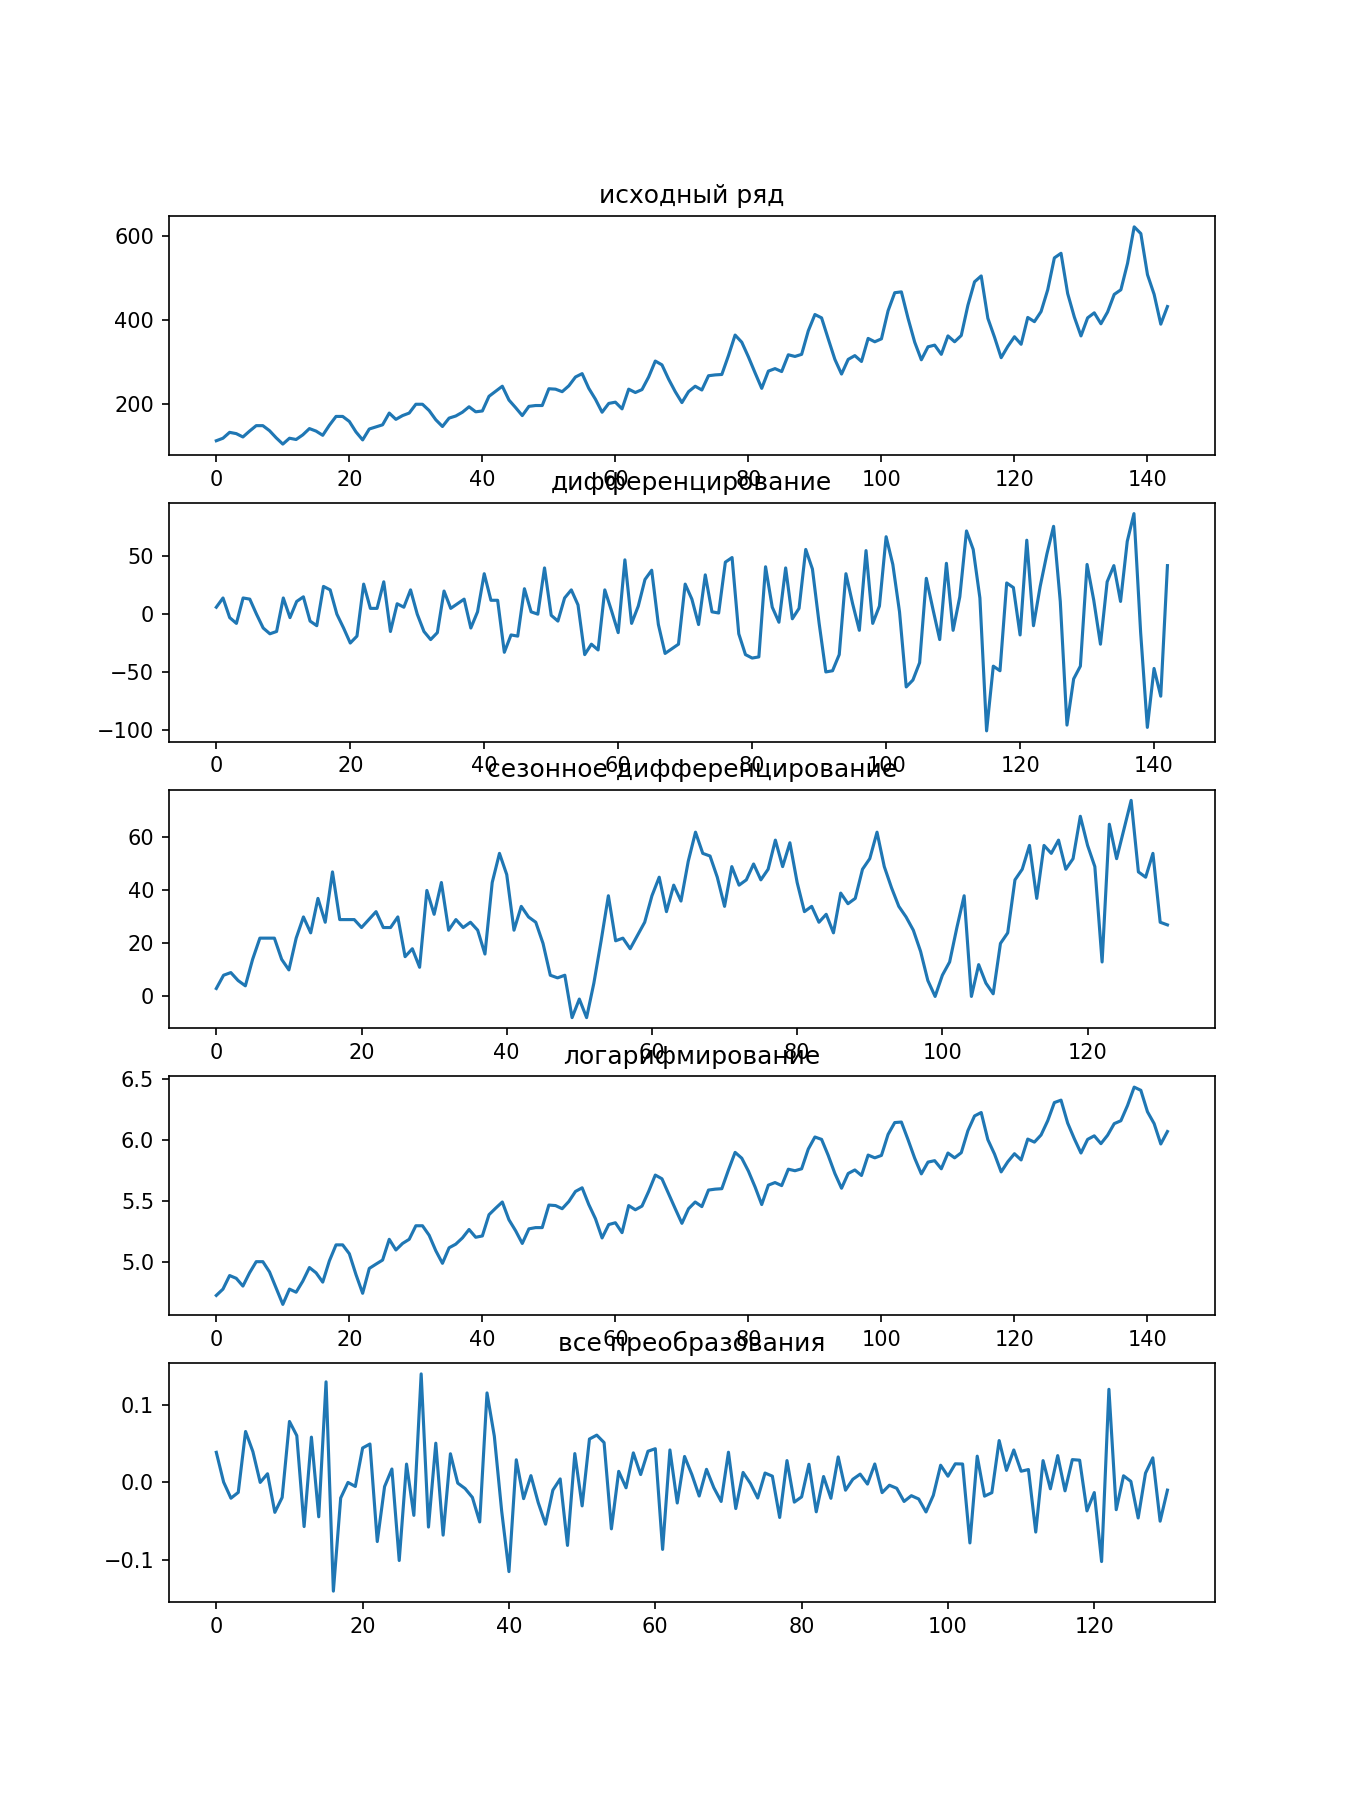 исходный ряд
600
400
200
0 20 40 60 80 100 120 140
дифференцирование
50
0
−50
−100
0 20 40 60 80 100 120 140
сезонное дифференцирование
60
40
20
0
0 20 40 60 80 100 120
логарифмирование
6.5
6.0
5.5
5.0
0 20 40 60 80 100 120 140
все преобразования
0.1
0.0
−0.1
0 20 40 60 80 100 120